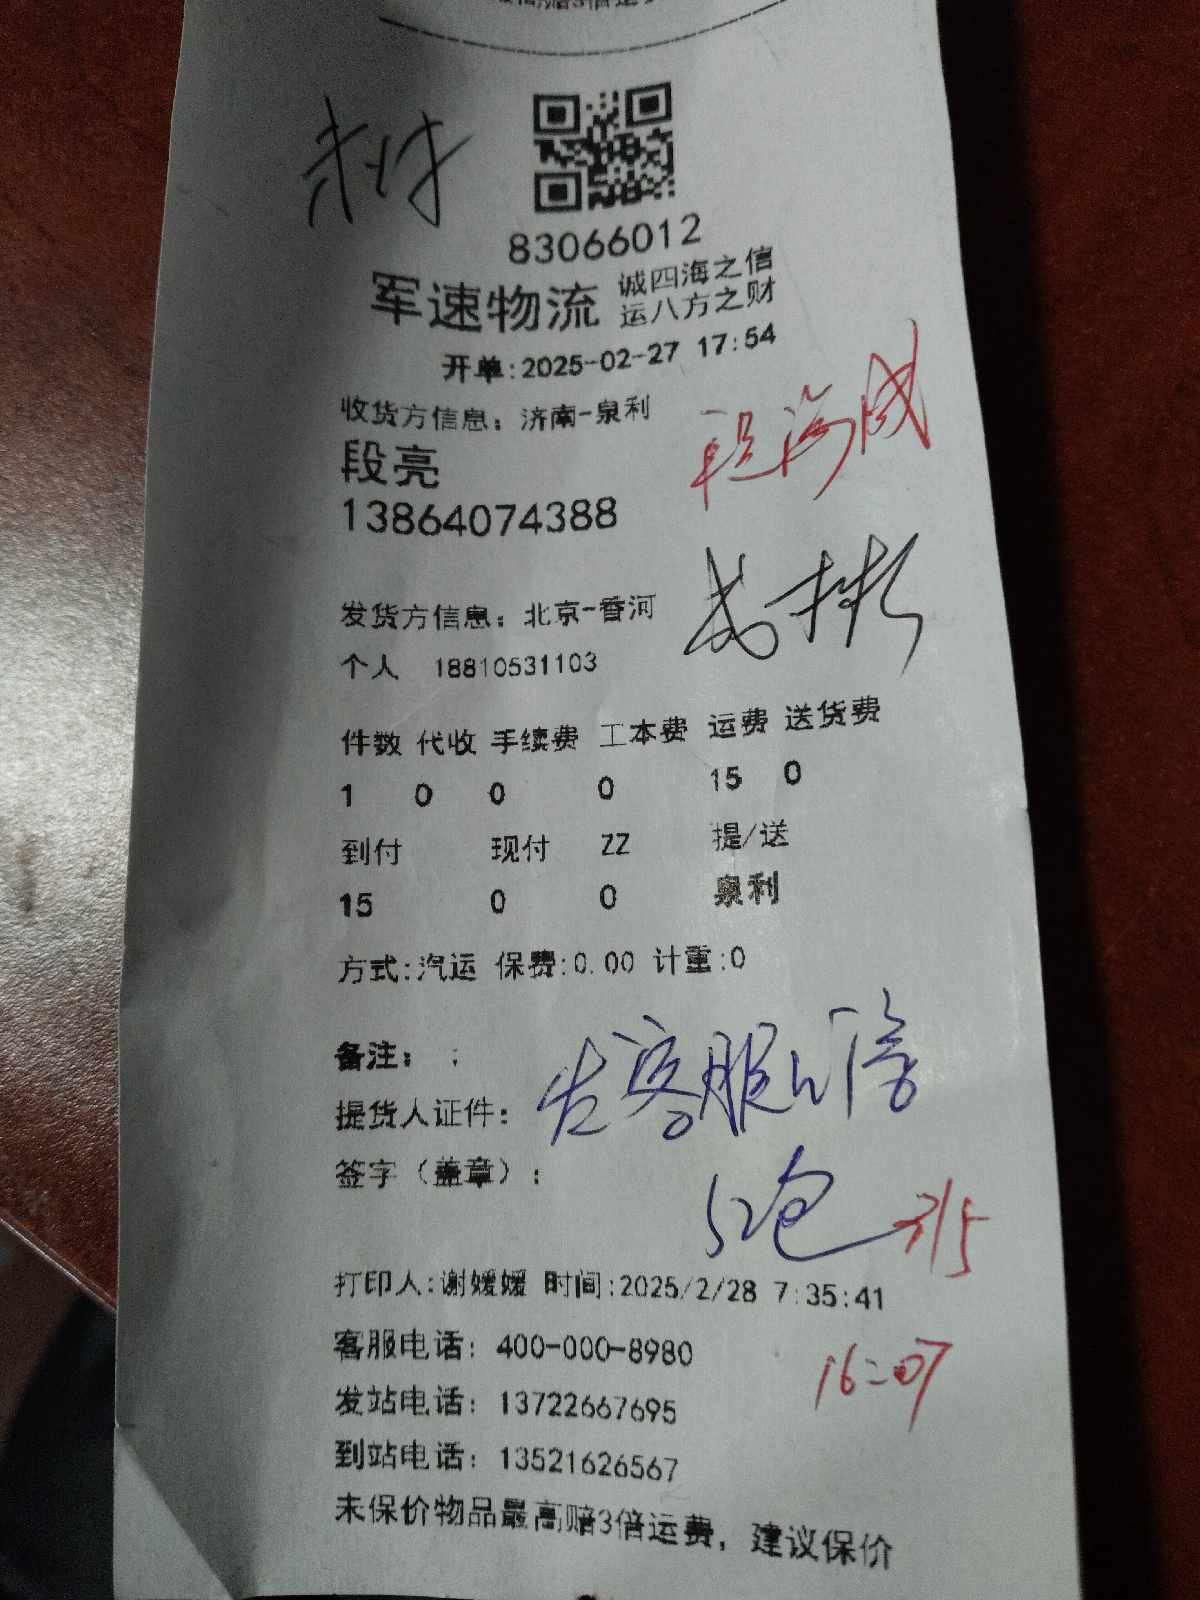 83066012
军速物流 诚四海之信
运八方之财
开单:2025-02-27 17:54
收货方信息: 济南-泉利
段亮
段海成
13864074388
发货方信息: 北京-香河
个人 18810531103
件数 代收 手续费 工本费 运费 送货费
1 0 0 0 15 0
到付 现付 ZZ 提/送
15 0 0 泉利
方式:汽运 保费:0.00 计重:0
备注: ;
提货人证件:
客服
签字（盖章）:
3/5
打印人:谢媛媛 时间:2025/2/28 7:35:41
客服电话: 400-000-8980
16:07
发站电话: 13722667695
到站电话: 13521626567
未保价物品最高赔3倍运费, 建议保价